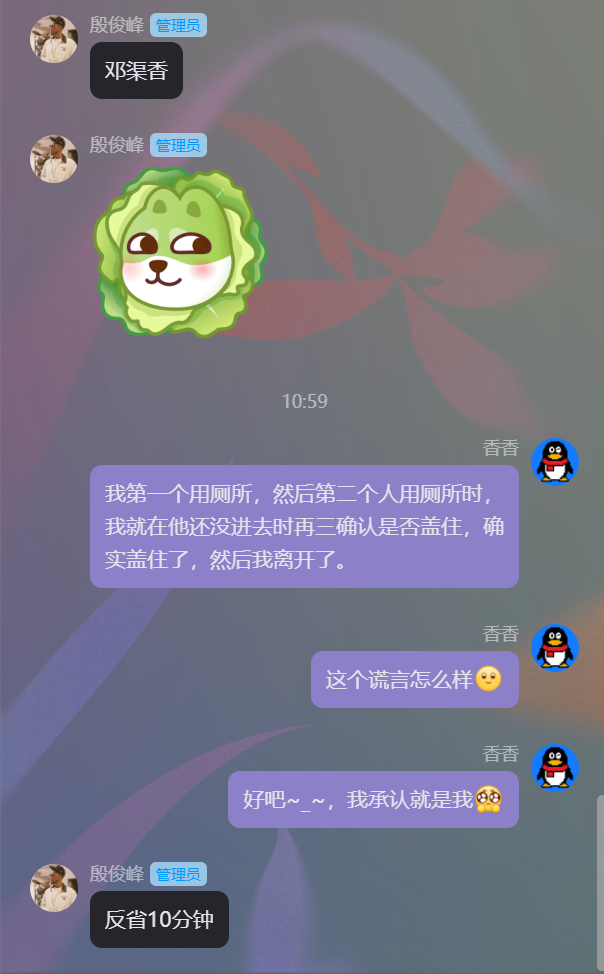 殷俊峰 管理员
邓渠香
殷俊峰 管理员
10:59
香香
我第一个用厕所，然后第二个人用厕所时，
我就在他还没进去时再三确认是否盖住，确
实盖住了，然后我离开了。
香香
这个谎言怎么样
香香
好吧~_~，我承认就是我
殷俊峰 管理员
反省10分钟